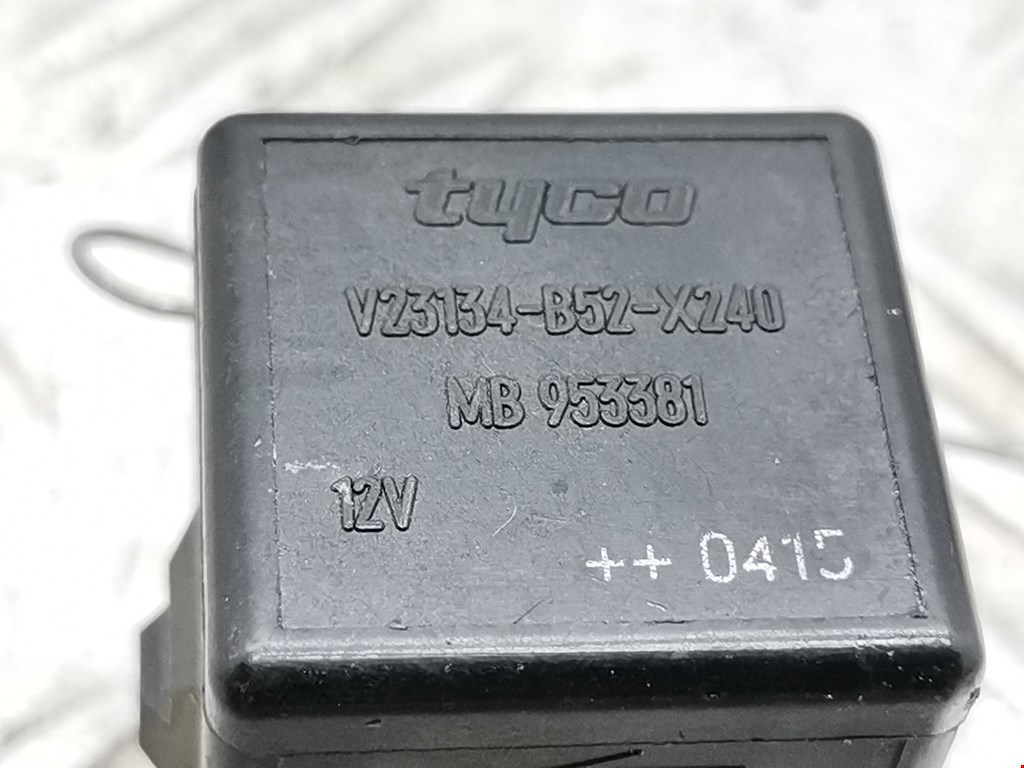 tyco
V23134-B52-X240
MB 953381
12V
++ 0415